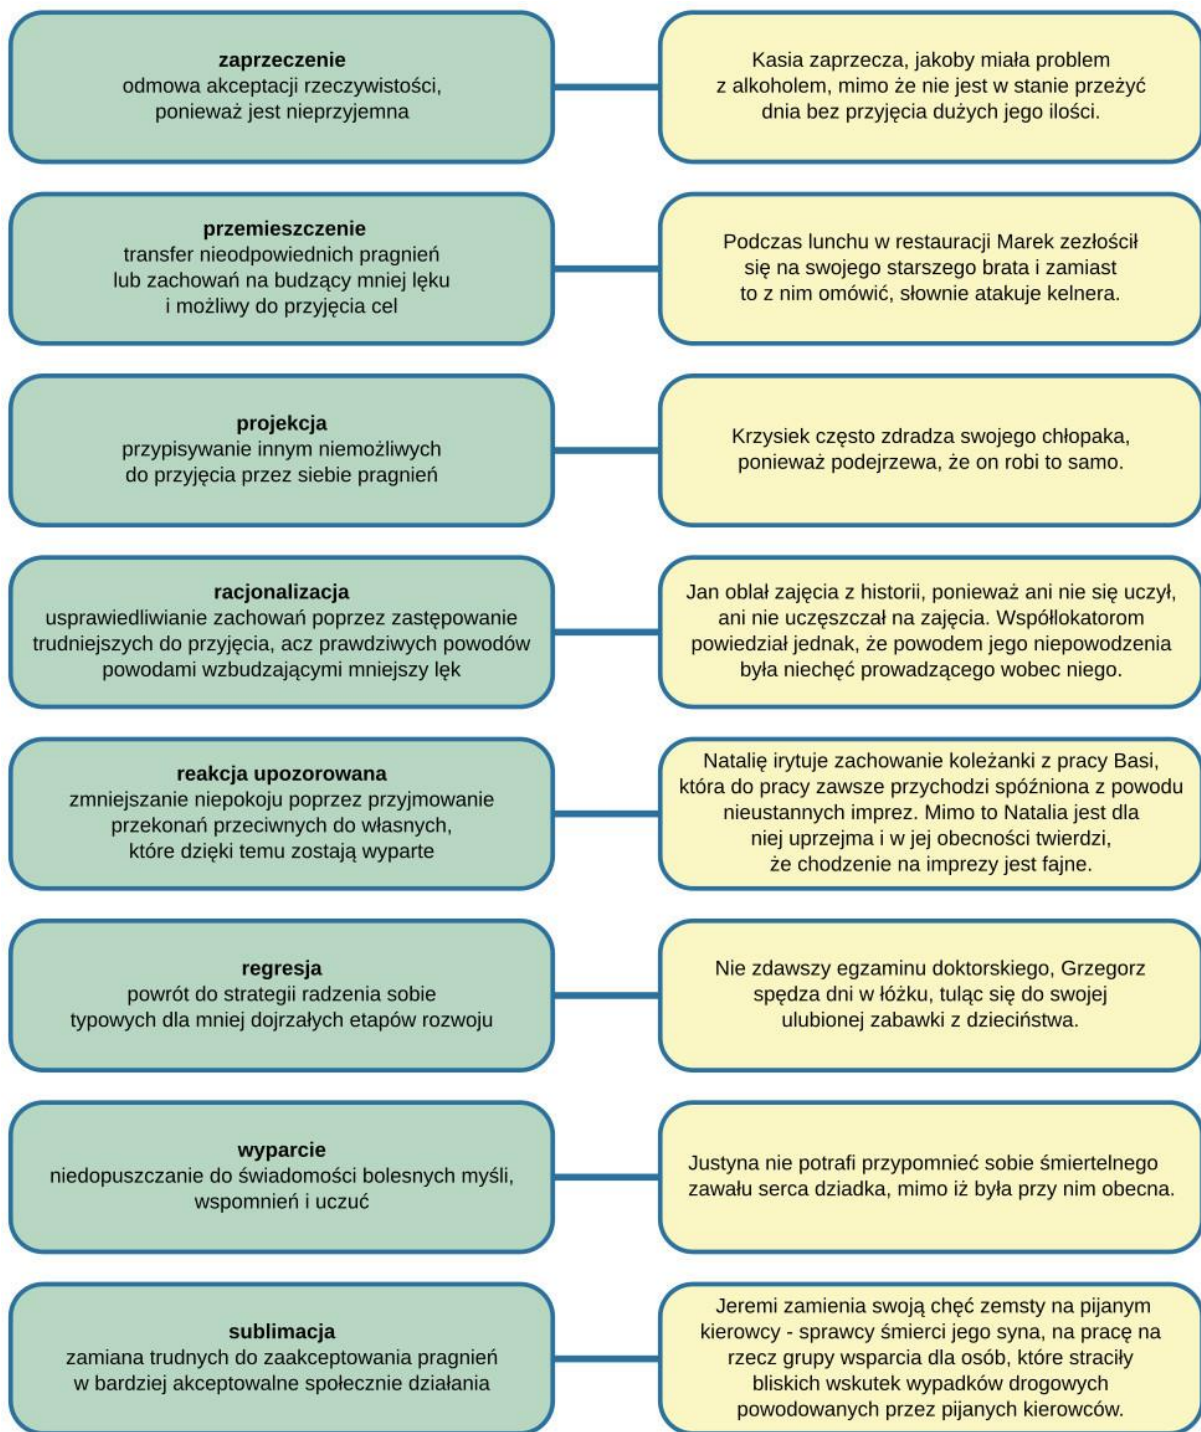 zaprzeczenie
odmowa akceptacji rzeczywistości,
ponieważ jest nieprzyjemna
Kasia zaprzecza, jakoby miała problem
z alkoholem, mimo że nie jest w stanie przeżyć
dnia bez przyjęcia dużych jego ilości.
przemieszczenie
transfer nieodpowiednich pragnień
lub zachowań na budzący mniej lęku
i możliwy do przyjęcia cel
Podczas lunchu w restauracji Marek zezłościł
się na swojego starszego brata i zamiast
to z nim omówić, słownie atakuje kelnera.
projekcja
przypisywanie innym niemożliwych
do przyjęcia przez siebie pragnień
Krzysiek często zdradza swojego chłopaka,
ponieważ podejrzewa, że on robi to samo.
racjonalizacja
usprawiedliwianie zachowań poprzez zastępowanie
trudniejszych do przyjęcia, acz prawdziwych powodów
powodami wzbudzającymi mniejszy lęk
Jan oblał zajęcia z historii, ponieważ ani nie się uczył,
ani nie uczęszczał na zajęcia. Współlokatorom
powiedział jednak, że powodem jego niepowodzenia
była niechęć prowadzącego wobec niego.
reakcja upozorowana
zmniejszanie niepokoju poprzez przyjmowanie
przekonań przeciwnych do własnych,
które dzięki temu zostają wyparte
Natalię irytuje zachowanie koleżanki z pracy Basi,
która do pracy zawsze przychodzi spóźniona z powodu
nieustannych imprez. Mimo to Natalia jest dla
niej uprzejma i w jej obecności twierdzi,
że chodzenie na imprezy jest fajne.
regresja
powrót do strategii radzenia sobie
typowych dla mniej dojrzałych etapów rozwoju
Nie zdawszy egzaminu doktorskiego, Grzegorz
spędza dni w łóżku, tuląc się do swojej
ulubionej zabawki z dzieciństwa.
wyparcie
niedopuszczanie do świadomości bolesnych myśli,
wspomnień i uczuć
Justyna nie potrafi przypomnieć sobie śmiertelnego
zawału serca dziadka, mimo iż była przy nim obecna.
sublimacja
zamiana trudnych do zaakceptowania pragnień
w bardziej akceptowalne społecznie działania
Jeremi zamienia swoją chęć zemsty na pijanym
kierowcy - sprawcy śmierci jego syna, na pracę na
rzecz grupy wsparcia dla osób, które straciły
bliskich wskutek wypadków drogowych
powodowanych przez pijanych kierowców.